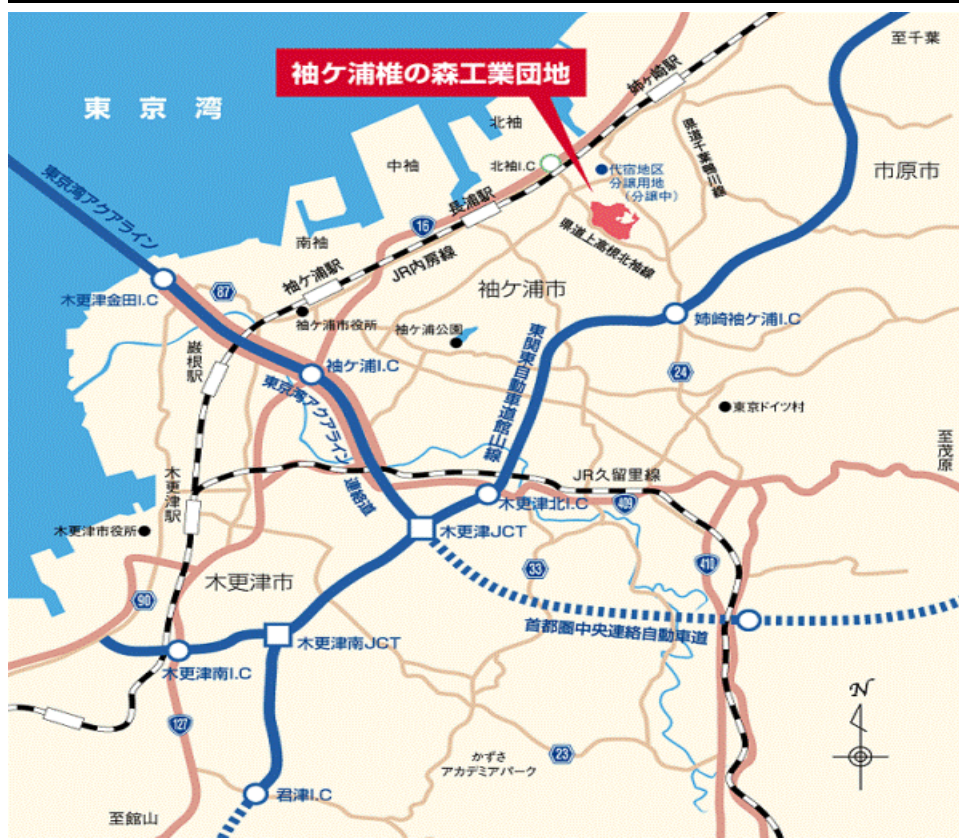 至千葉
袖ケ浦椎の森工業団地
姉ケ崎駅
東京湾
北袖
県道千葉鴨川線
中袖
北袖I.C
代宿地区
分譲用地
(分譲中)
市原市
東京湾アクアライン
長浦駅
16
南袖
県道上高根北袖線
JR内房線
袖ケ浦駅
袖ケ浦市
87
木更津金田I.C
袖ケ浦市役所
袖ケ浦公園
姉崎袖ケ浦I.C
東関東自動車道館山線
巌根駅
袖ケ浦I.C
24
東京湾アクアライン
連絡道
東京ドイツ村
至茂原
JR久留里線
木更津駅
木更津北I.C
409
木更津市役所
木更津JCT
410
33
木更津市
90
首都圏中央連絡自動車道
木更津南JCT
木更津南I.C
N
127
23
かずさ
アカデミアパーク
君津I.C
至館山